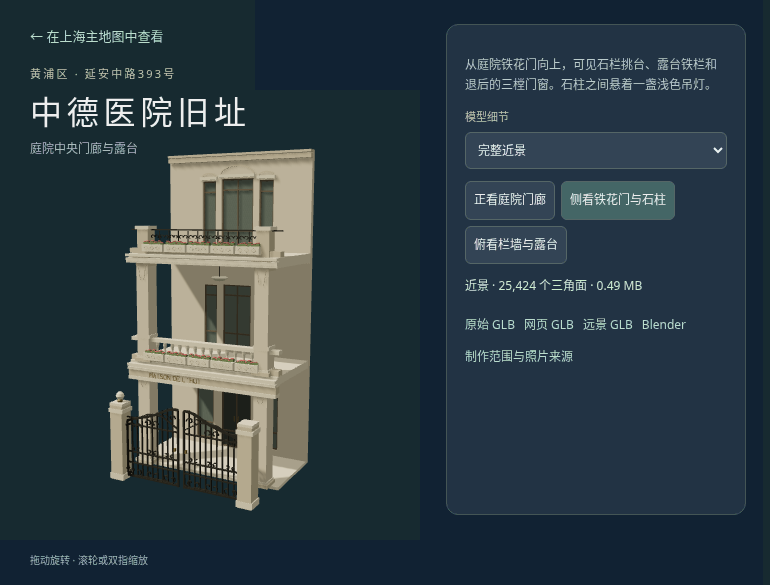 ← 在上海主地图中查看
黄浦区 · 延安中路393号
中德医院旧址
庭院中央门廊与露台
从庭院铁花门向上，可见石栏挑台、露台铁栏和
退后的三樘门窗。石柱之间悬着一盏浅色吊灯。
模型细节
完整近景
正看庭院门廊
侧看铁花门与石柱
俯看栏墙与露台
近景 · 25,424 个三角面 · 0.49 MB
原始 GLB 网页 GLB 远景 GLB Blender
制作范围与照片来源
拖动旋转 · 滚轮或双指缩放